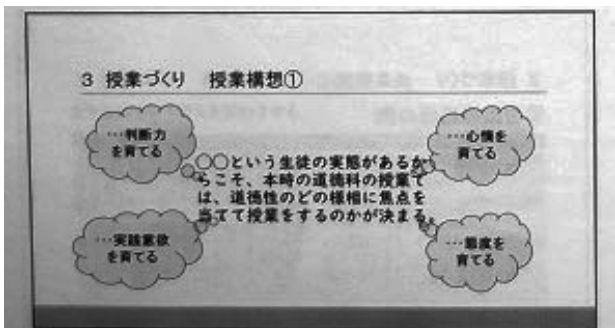 3 授業づくり 授業構想①
…判断力
を育てる
…心情を
育てる
○○という生徒の実態があるか
らこそ、本時の道徳科の授業で
は、道徳性のどの様相に焦点を
当てて授業をするのかが決まる。
…実践意欲
を育てる
…態度を
育てる